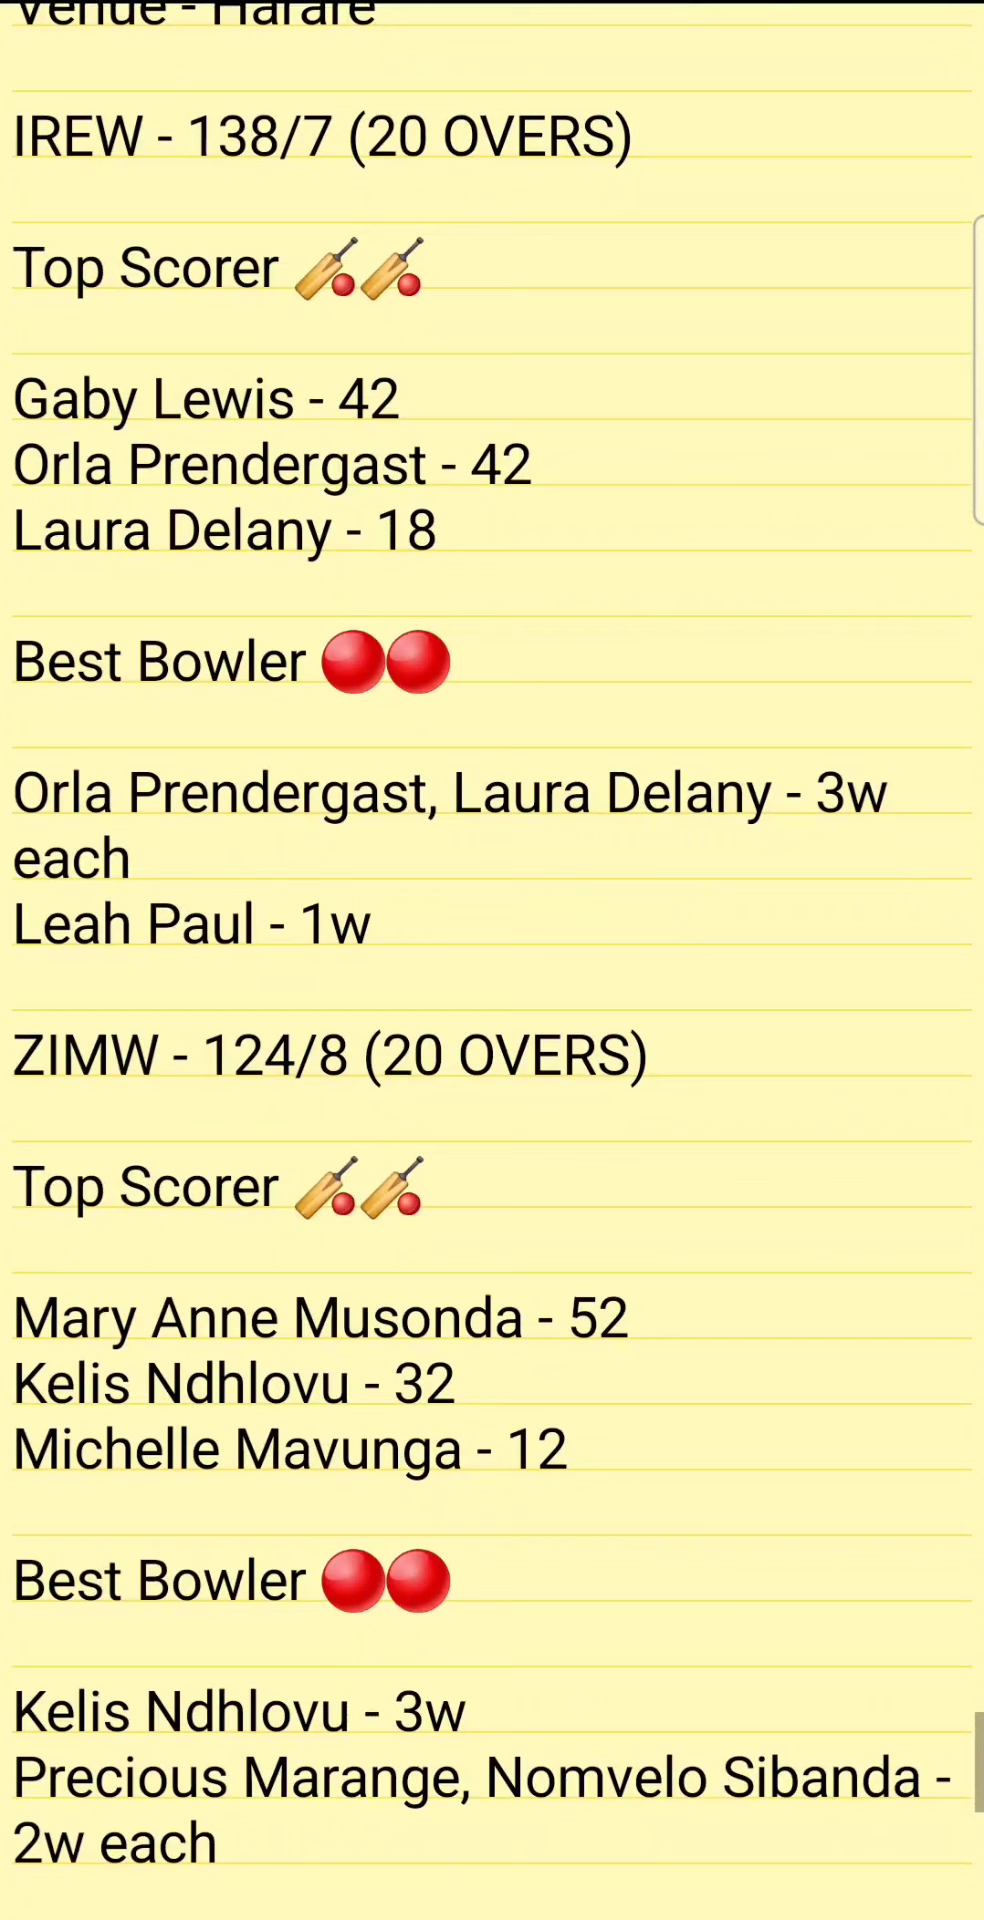 Venue - Harare
IREW - 138/7 (20 OVERS)
Top Scorer 🏏🏏
Gaby Lewis - 42
Orla Prendergast - 42
Laura Delany - 18
Best Bowler 🔴🔴
Orla Prendergast, Laura Delany - 3w
each
Leah Paul - 1w
ZIMW - 124/8 (20 OVERS)
Top Scorer 🏏🏏
Mary Anne Musonda - 52
Kelis Ndhlovu - 32
Michelle Mavunga - 12
Best Bowler 🔴🔴
Kelis Ndhlovu - 3w
Precious Marange, Nomvelo Sibanda -
2w each